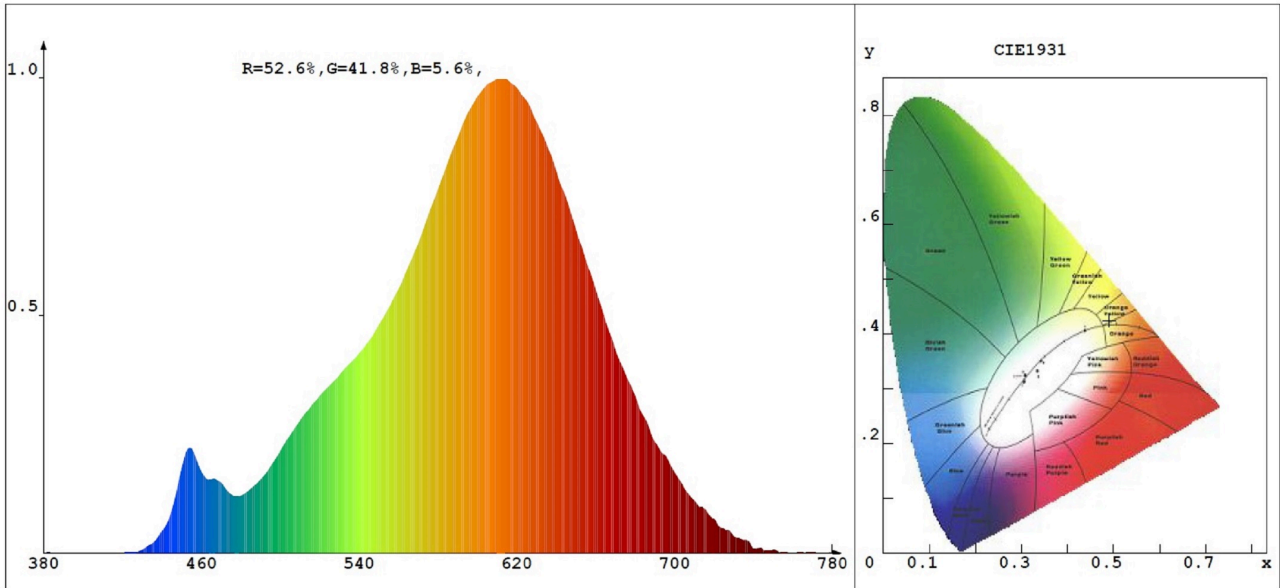 R=52.6%,G=41.8%,B=5.6%,
1.0
0.5
380 460 540 620 700 780
CIE1931
y
.8
.6
.4
.2
0 0.1 0.3 0.5 0.7 x
Yellowish
Green
Green
Yellow
Green
Greenish
Yellow
Yellow
Orange
Yellow
Orange
Green
Yellowish
Pink
Reddish
Orange
Pink
Red
Greenish
Blue
Purplish
Pink
Purplish
Red
Blue
Purple
Purple